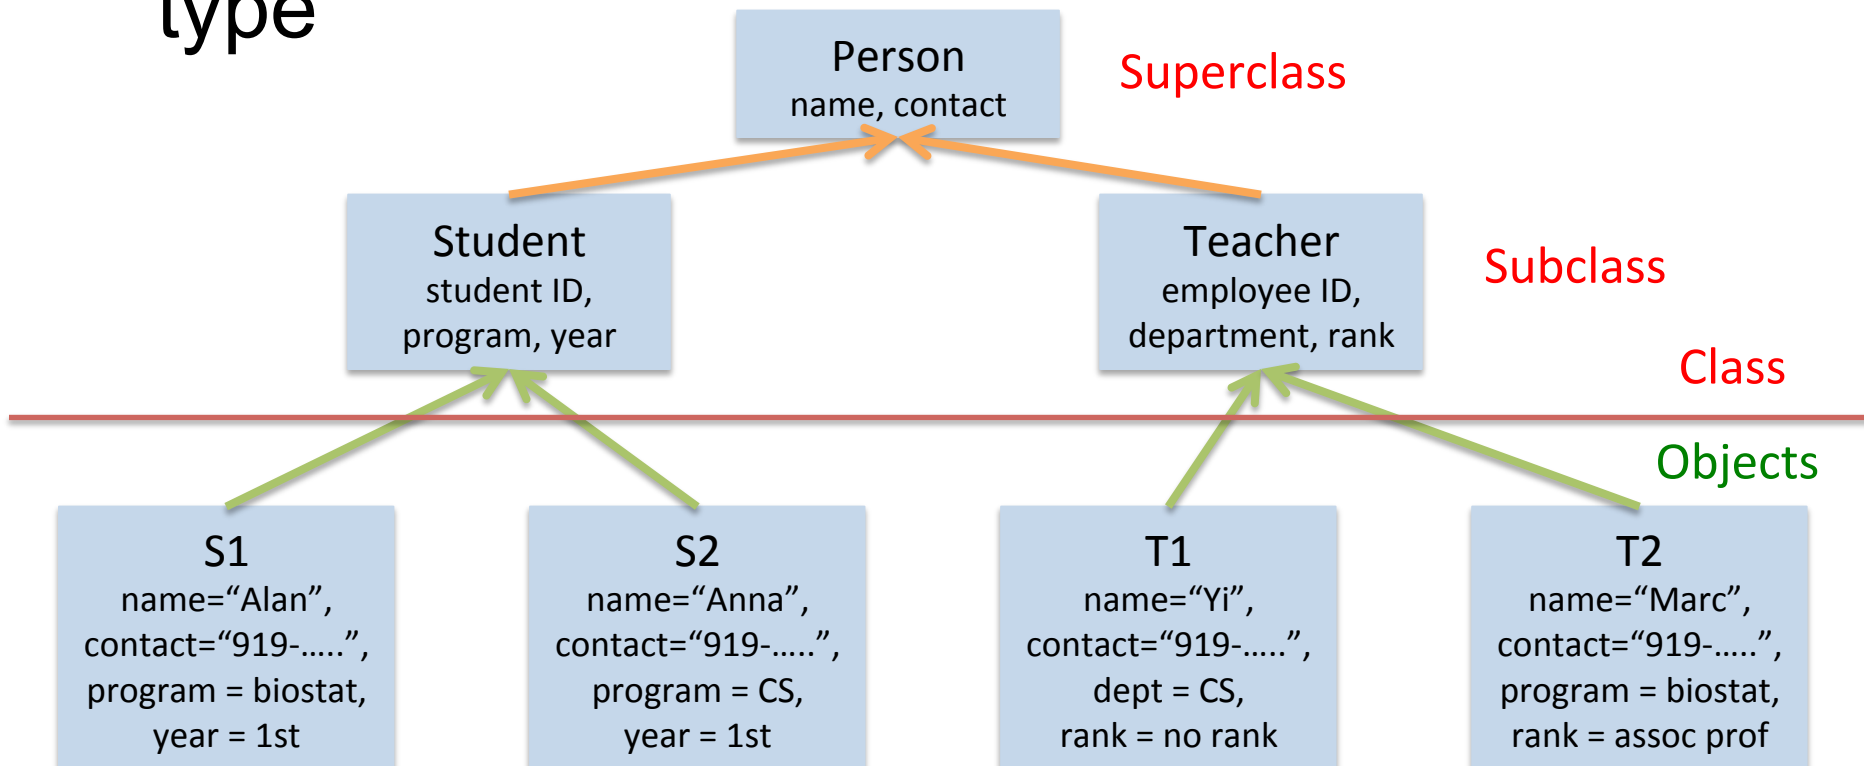 type
Person
name, contact
Superclass
Student
student ID,
program, year
Teacher
employee ID,
department, rank
Subclass
Class
Objects
S1
name=“Alan”,
contact=“919-.....”,
program = biostat,
year = 1st
S2
name=“Anna”,
contact=“919-.....”,
program = CS,
year = 1st
T1
name=“Yi”,
contact=“919-.....”,
dept = CS,
rank = no rank
T2
name=“Marc”,
contact=“919-.....”,
program = biostat,
rank = assoc prof